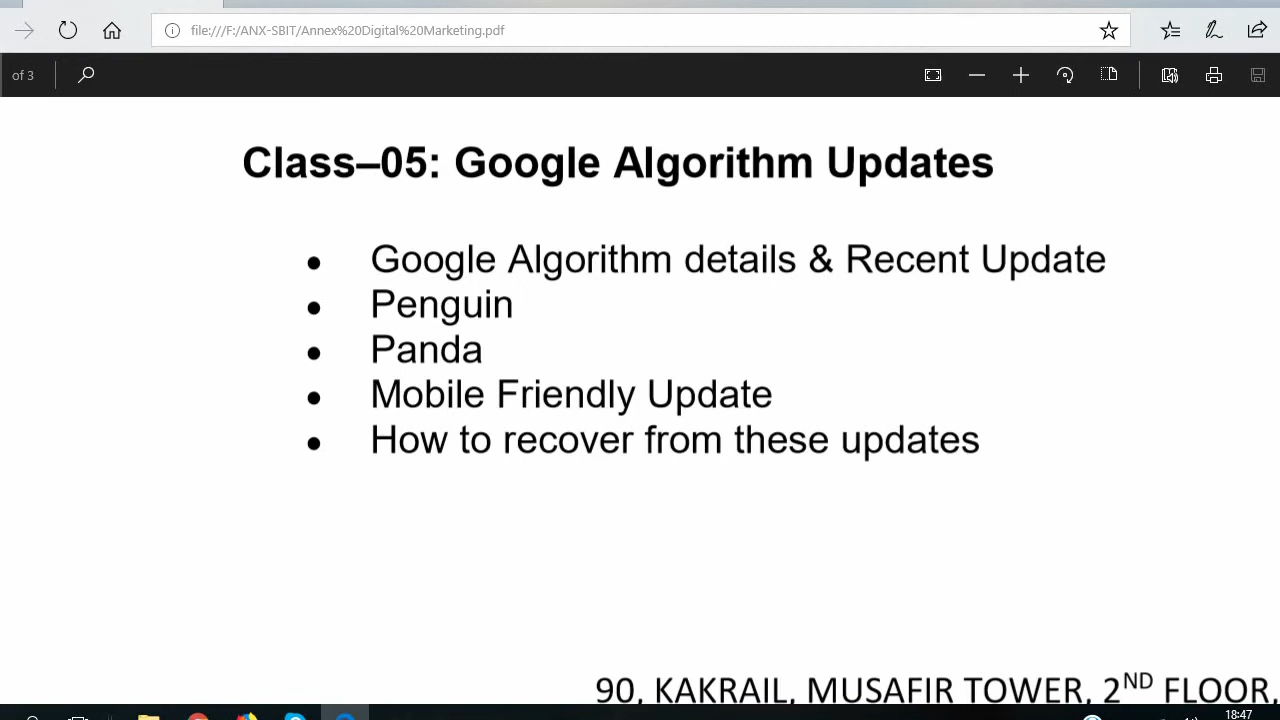 file:///F:/ANX-SBIT/Annex%20Digital%20Marketing.pdf
of 3
Class–05: Google Algorithm Updates
• Google Algorithm details & Recent Update
• Penguin
• Panda
• Mobile Friendly Update
• How to recover from these updates
90, KAKRAIL, MUSAFIR TOWER, 2ND FLOOR,
18:47